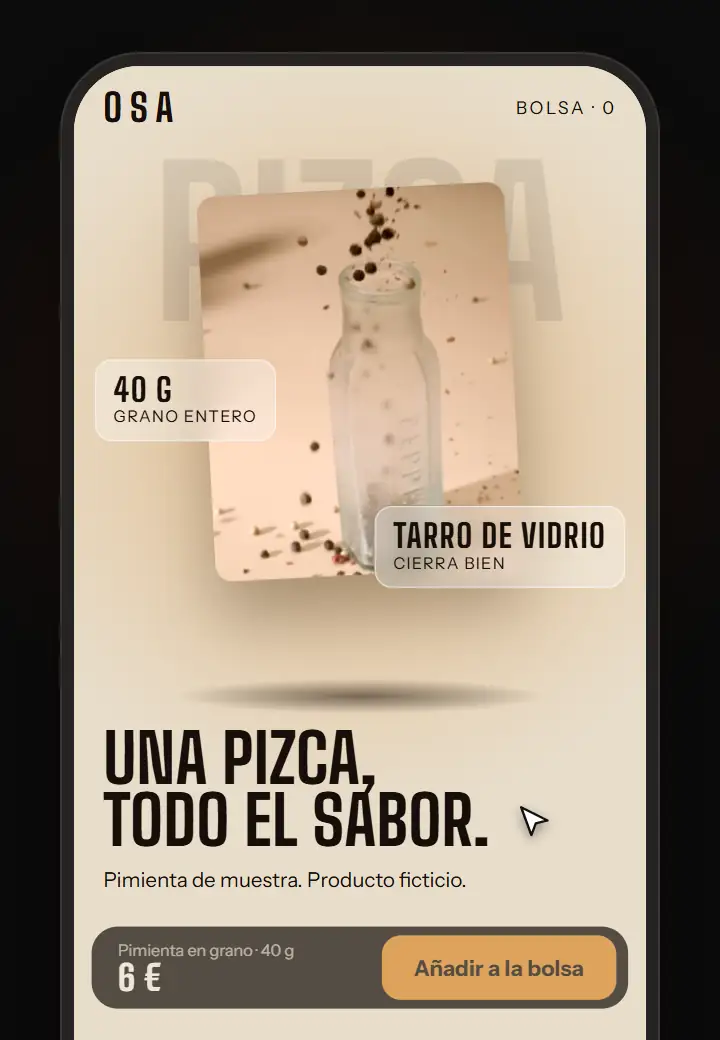 OSA
BOLSA · 0
PIZCA
40 G
GRANO ENTERO
TARRO DE VIDRIO
CIERRA BIEN
UNA PIZCA,
TODO EL SABOR.
Pimienta de muestra. Producto ficticio.
Pimienta en grano · 40 g
6 €
Añadir a la bolsa